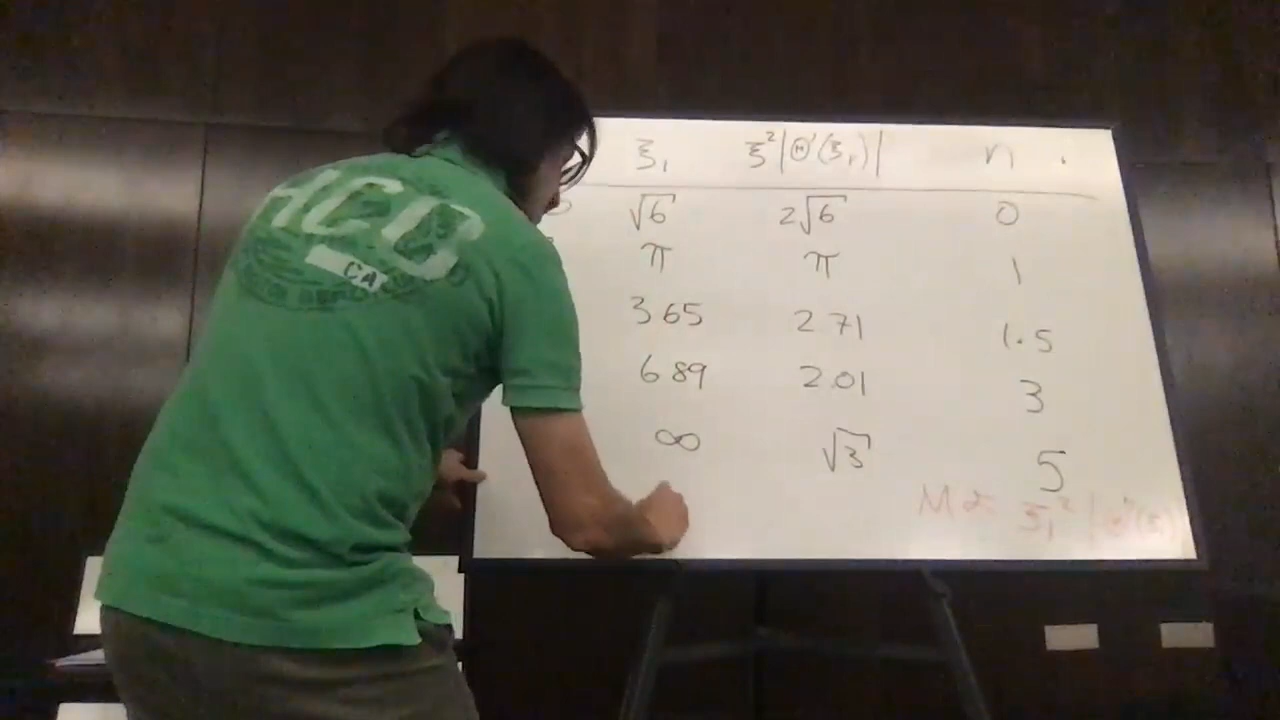 HCO
CA
ξ₁ ξ²|Θ'(ξ₁)| n
√6 2√6 0
π π 1
3.65 2.71 1.5
6.89 2.01 3
∞ √3 5
M ∝ ξ₁² |